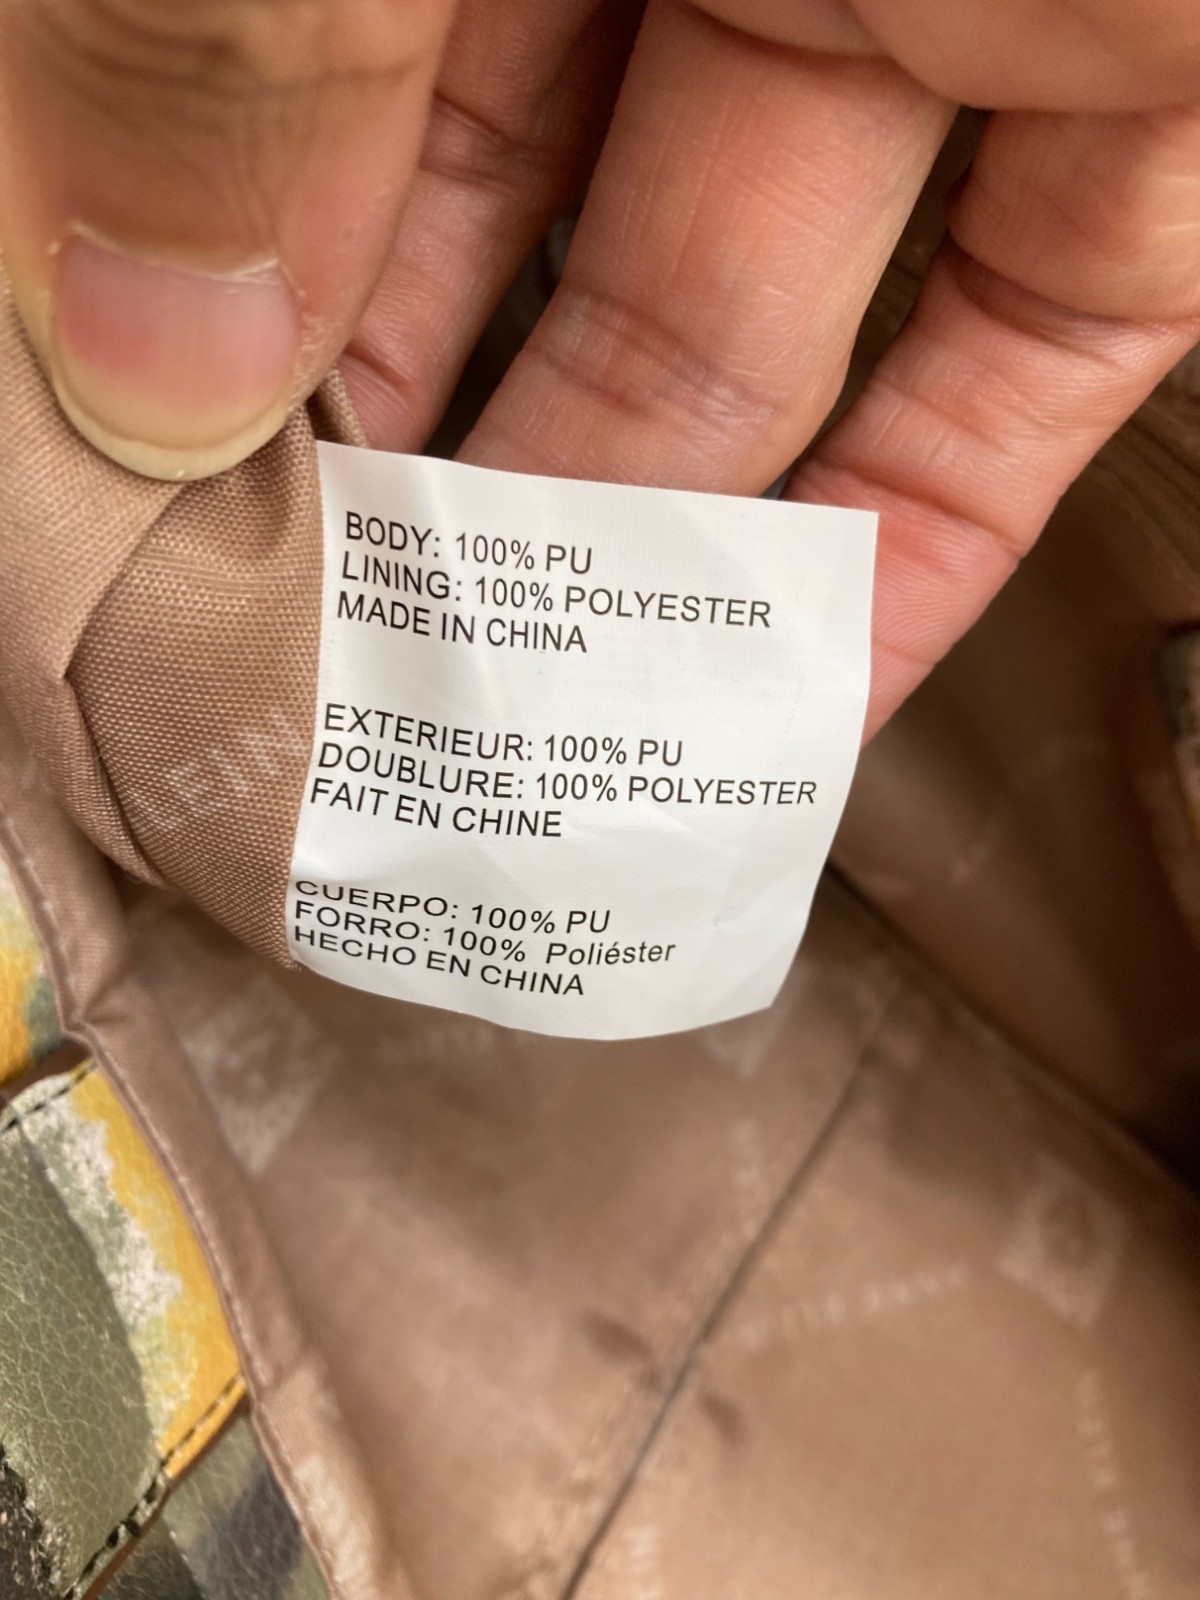 BODY: 100% PU
LINING: 100% POLYESTER
MADE IN CHINA
EXTERIEUR: 100% PU
DOUBLURE: 100% POLYESTER
FAIT EN CHINE
CUERPO: 100% PU
FORRO: 100% Poliéster
HECHO EN CHINA